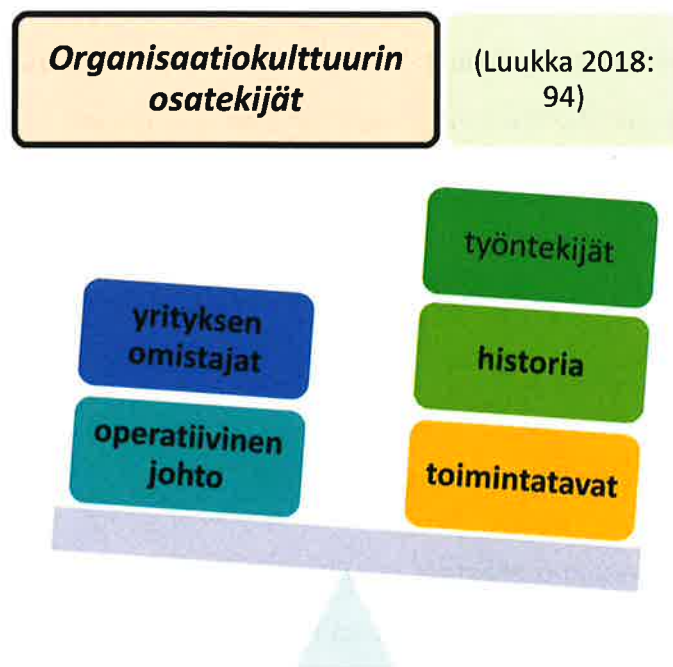 Organisaatiokulttuurin
osatekijät
(Luukka 2018:
94)
työntekijät
yrityksen
omistajat
historia
operatiivinen
johto
toimintatavat